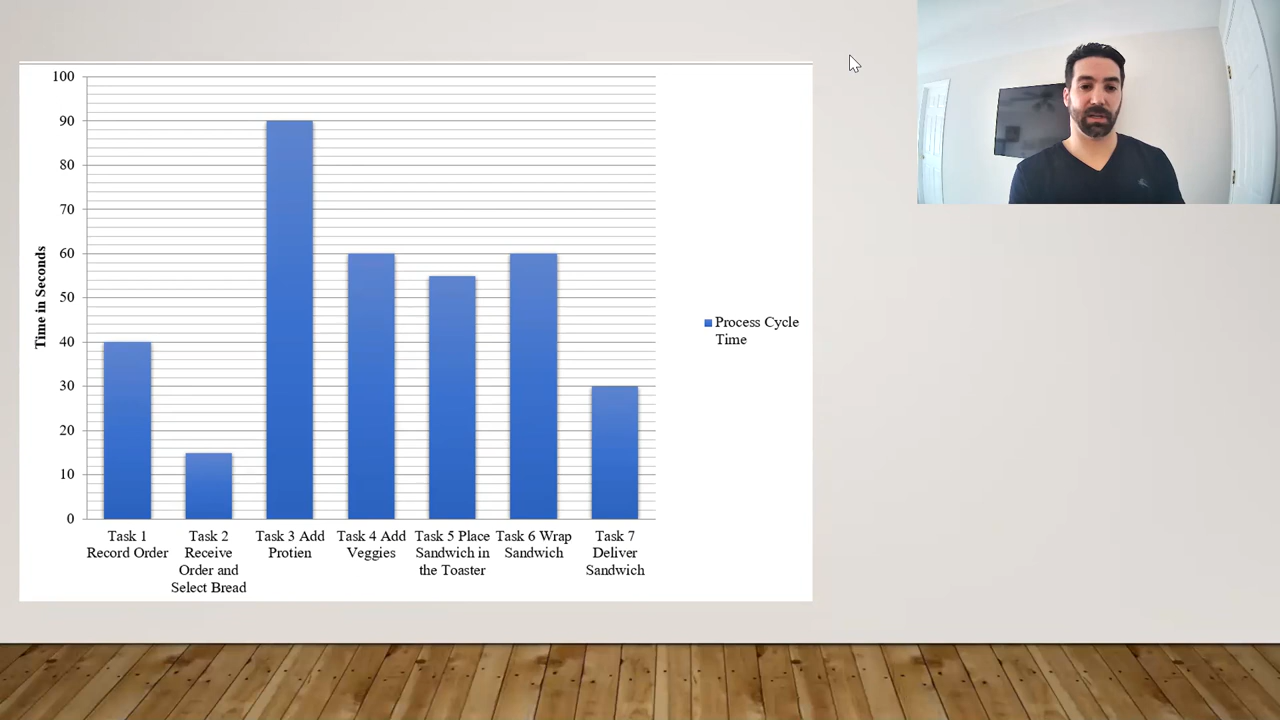 100
90
80
70
60
50
40
30
20
10
0
Time in Seconds
Task 1
Record Order
Task 2
Receive
Order and
Select Bread
Task 3 Add
Protien
Task 4 Add
Veggies
Task 5 Place
Sandwich in
the Toaster
Task 6 Wrap
Sandwich
Task 7
Deliver
Sandwich
Process Cycle
Time